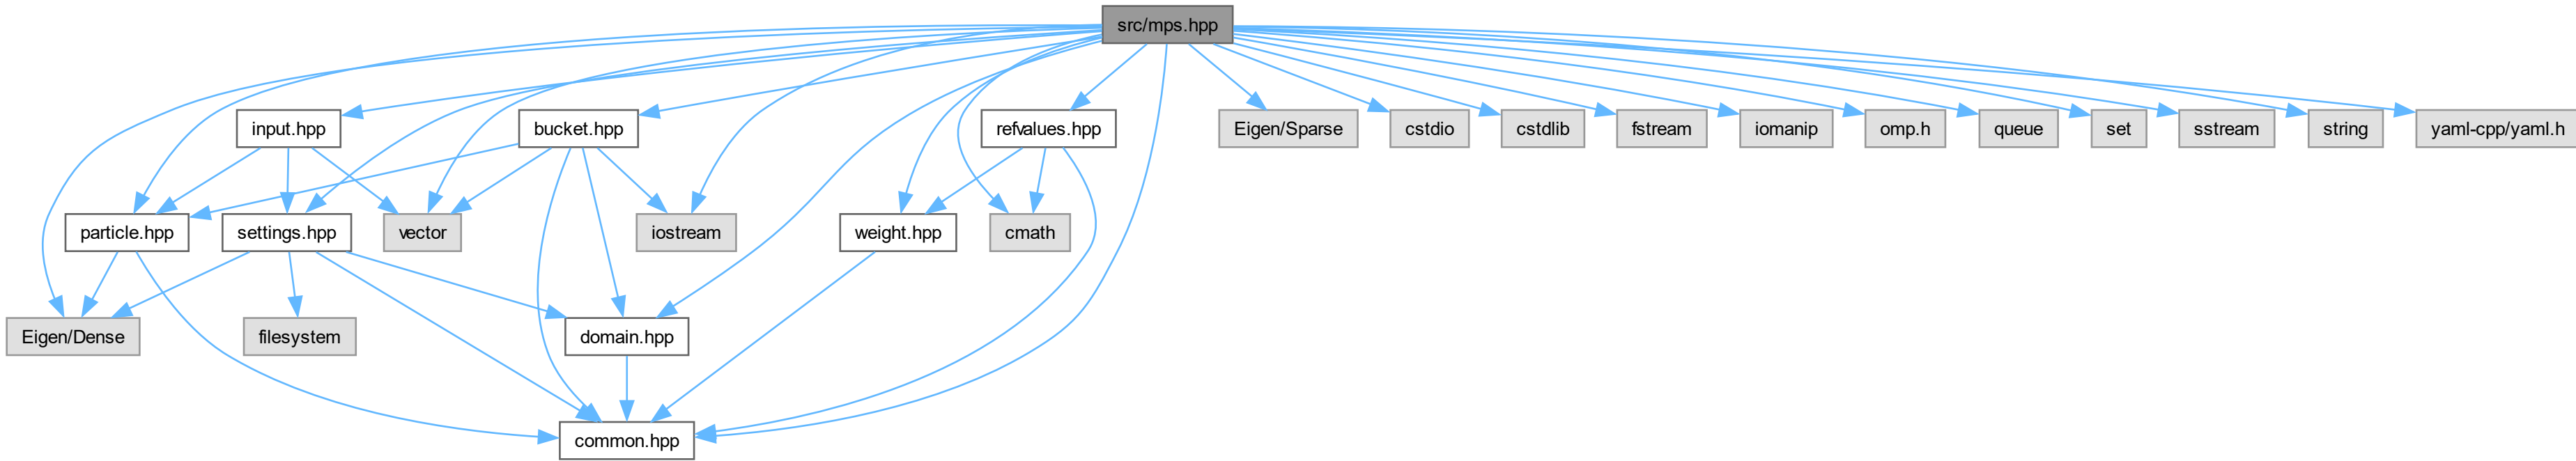 src/mps.hpp
input.hpp
bucket.hpp
refvalues.hpp
Eigen/Sparse
cstdio
cstdlib
fstream
iomanip
omp.h
queue
set
sstream
string
yaml-cpp/yaml.h
particle.hpp
settings.hpp
vector
iostream
weight.hpp
cmath
Eigen/Dense
filesystem
domain.hpp
common.hpp